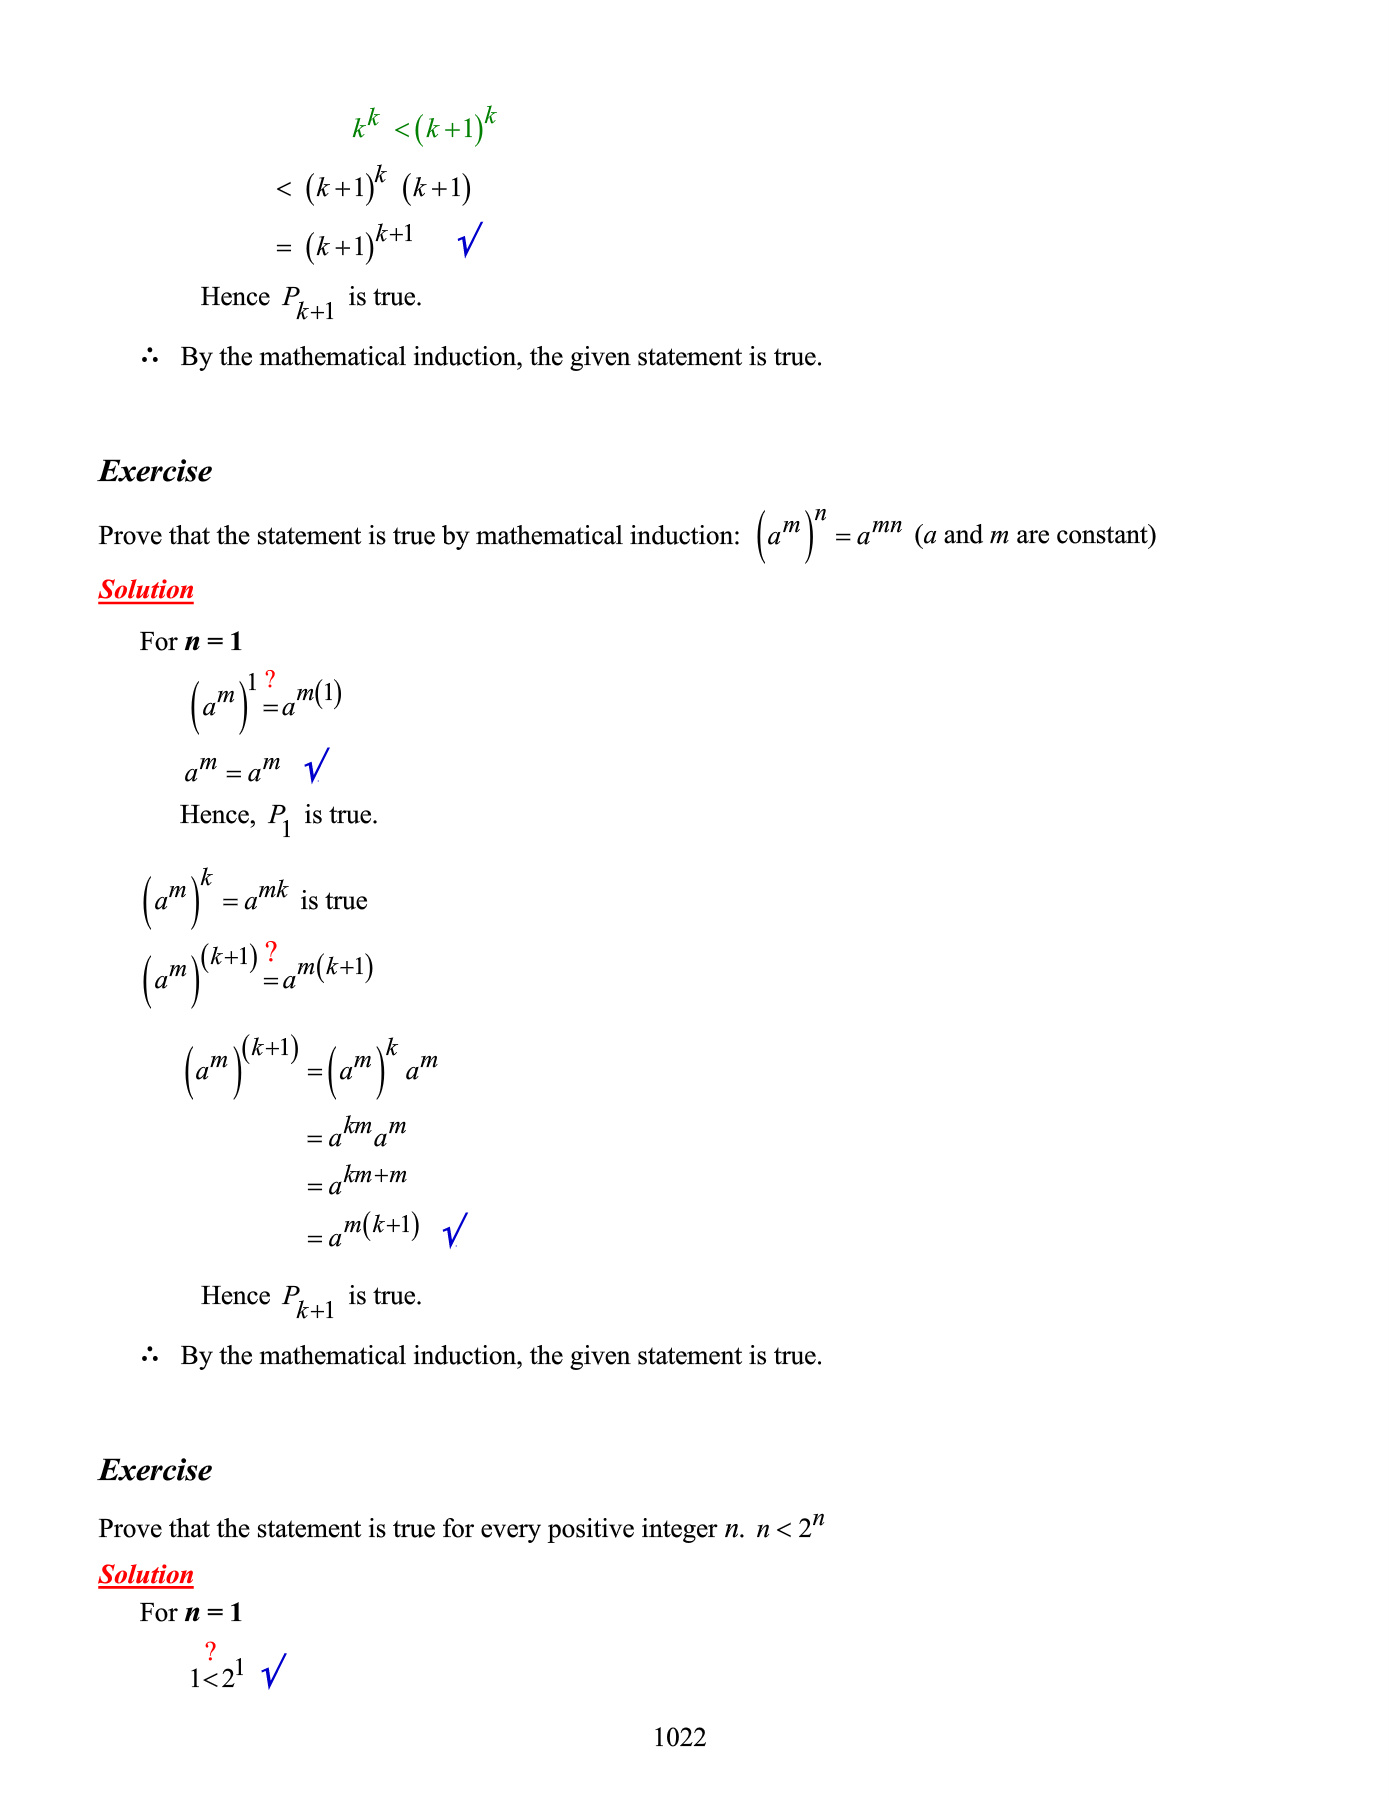 k^k < (k+1)^k
< (k+1)^k (k+1)
= (k+1)^{k+1} √
Hence P_{k+1} is true.
∴ By the mathematical induction, the given statement is true.
Exercise
Prove that the statement is true by mathematical induction: (a^m)^n = a^{mn} (a and m are constant)
Solution
For n = 1
(a^m)^1 ?= a^{m(1)}
a^m = a^m √
Hence, P_1 is true.
(a^m)^k = a^{mk} is true
(a^m)^{(k+1)} ?= a^{m(k+1)}
(a^m)^{(k+1)} = (a^m)^k a^m
= a^{km} a^m
= a^{km+m}
= a^{m(k+1)} √
Hence P_{k+1} is true.
∴ By the mathematical induction, the given statement is true.
Exercise
Prove that the statement is true for every positive integer n. n < 2^n
Solution
For n = 1
1 ?< 2^1 √
1022